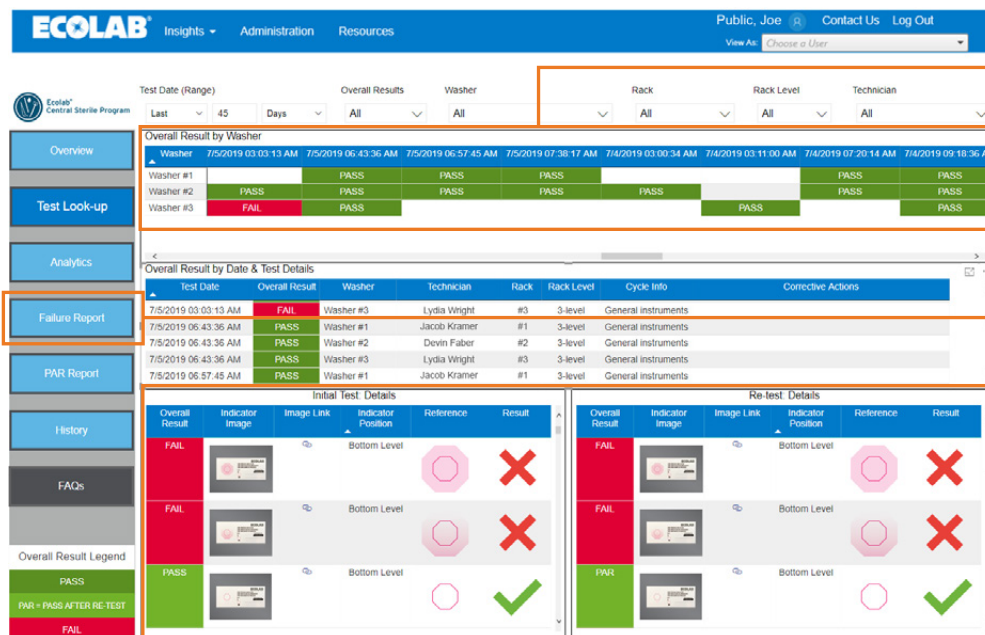 ECOLAB® Insights Administration Resources Public, Joe Contact Us Log Out
View As: Choose a User
Ecolab®
Central Sterile Program
Test Date (Range) Overall Results Washer Rack Rack Level Technician
Last 45 Days All All All All All
Overview
Test Look-up
Analytics
Failure Report
PAR Report
History
FAQs
Overall Result Legend
PASS
PAR = PASS AFTER RE-TEST
FAIL
Overall Result by Washer
Washer 7/5/2019 03:03:13 AM 7/5/2019 06:43:36 AM 7/5/2019 06:57:45 AM 7/5/2019 07:38:17 AM 7/4/2019 03:00:34 AM 7/4/2019 03:11:00 AM 7/4/2019 07:20:14 AM 7/4/2019 09:18:36 A
Washer #1 PASS PASS PASS PASS PASS
Washer #2 PASS PASS PASS PASS PASS PASS PASS
Washer #3 FAIL PASS PASS PASS
Overall Result by Date & Test Details
Test Date Overall Result Washer Technician Rack Rack Level Cycle Info Corrective Actions
7/5/2019 03:03:13 AM FAIL Washer #3 Lydia Wright #3 3-level General instruments
7/5/2019 06:43:36 AM PASS Washer #1 Jacob Kramer #1 3-level General instruments
7/5/2019 06:43:36 AM PASS Washer #2 Devin Faber #2 3-level General instruments
7/5/2019 06:43:36 AM PASS Washer #3 Lydia Wright #3 3-level General instruments
7/5/2019 06:57:45 AM PASS Washer #1 Jacob Kramer #1 3-level General instruments
Initial Test: Details
Overall Result Indicator Image Image Link Indicator Position Reference Result
FAIL Bottom Level
FAIL Bottom Level
PASS Bottom Level
Re-test: Details
Overall Result Indicator Image Image Link Indicator Position Reference Result
FAIL Bottom Level
FAIL Bottom Level
PAR Bottom Level